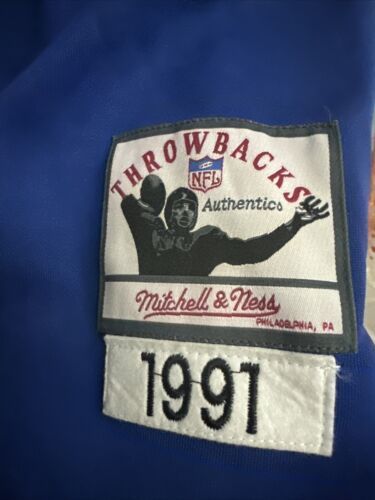 THROWBACKS
NFL
Authentics
Mitchell & Ness
PHILADELPHIA, PA
1991